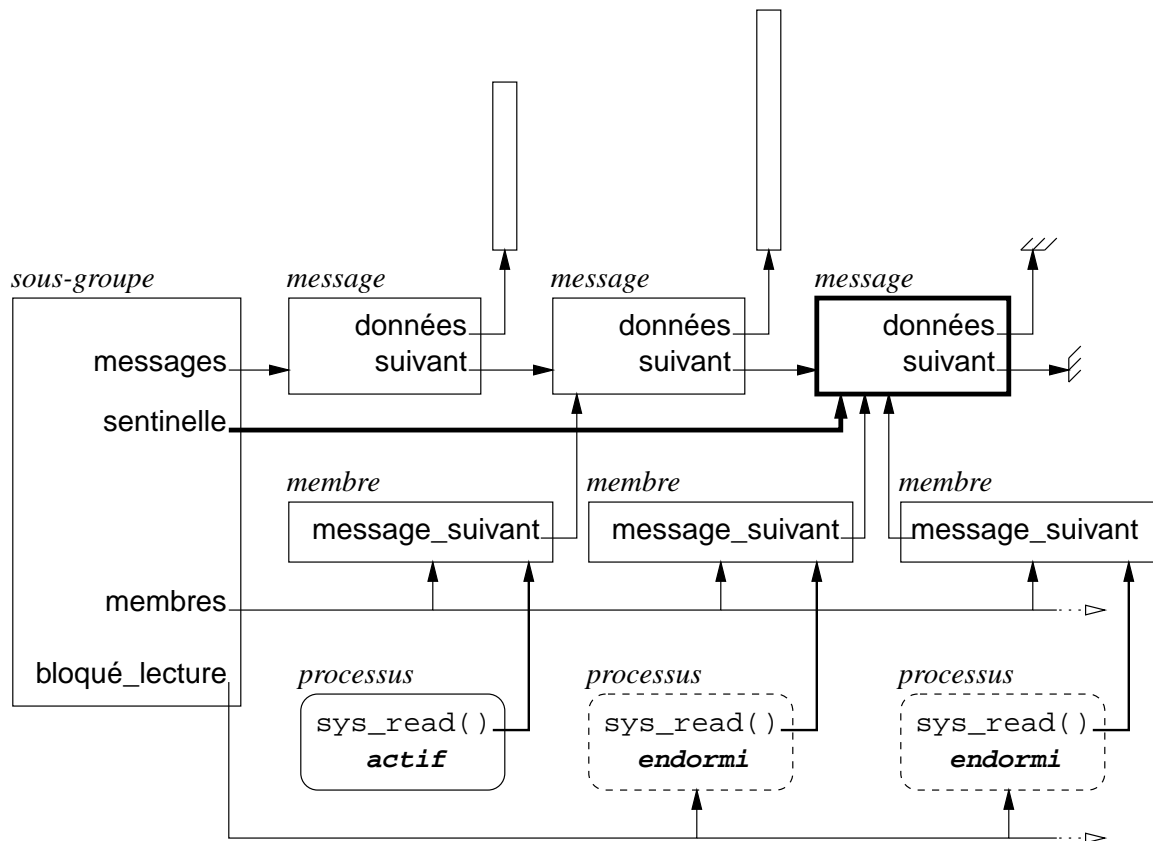 sous-groupe
message
message
message
données
données
données
messages
suivant
suivant
suivant
sentinelle
membre
membre
membre
message_suivant
message_suivant
message_suivant
membres
bloqué_lecture
processus
processus
processus
sys_read()
sys_read()
sys_read()
actif
endormi
endormi